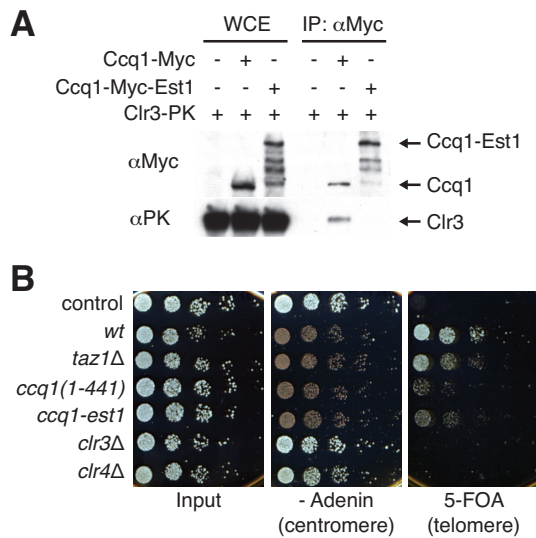 A
WCE IP: αMyc
Ccq1-Myc - + - - + -
Ccq1-Myc-Est1 - - + - - +
Clr3-PK + + + + + +
αMyc
← Ccq1-Est1
← Ccq1
αPK ← Clr3
B
control
wt
taz1Δ
ccq1(1-441)
ccq1-est1
clr3Δ
clr4Δ
Input - Adenin 5-FOA
(centromere) (telomere)